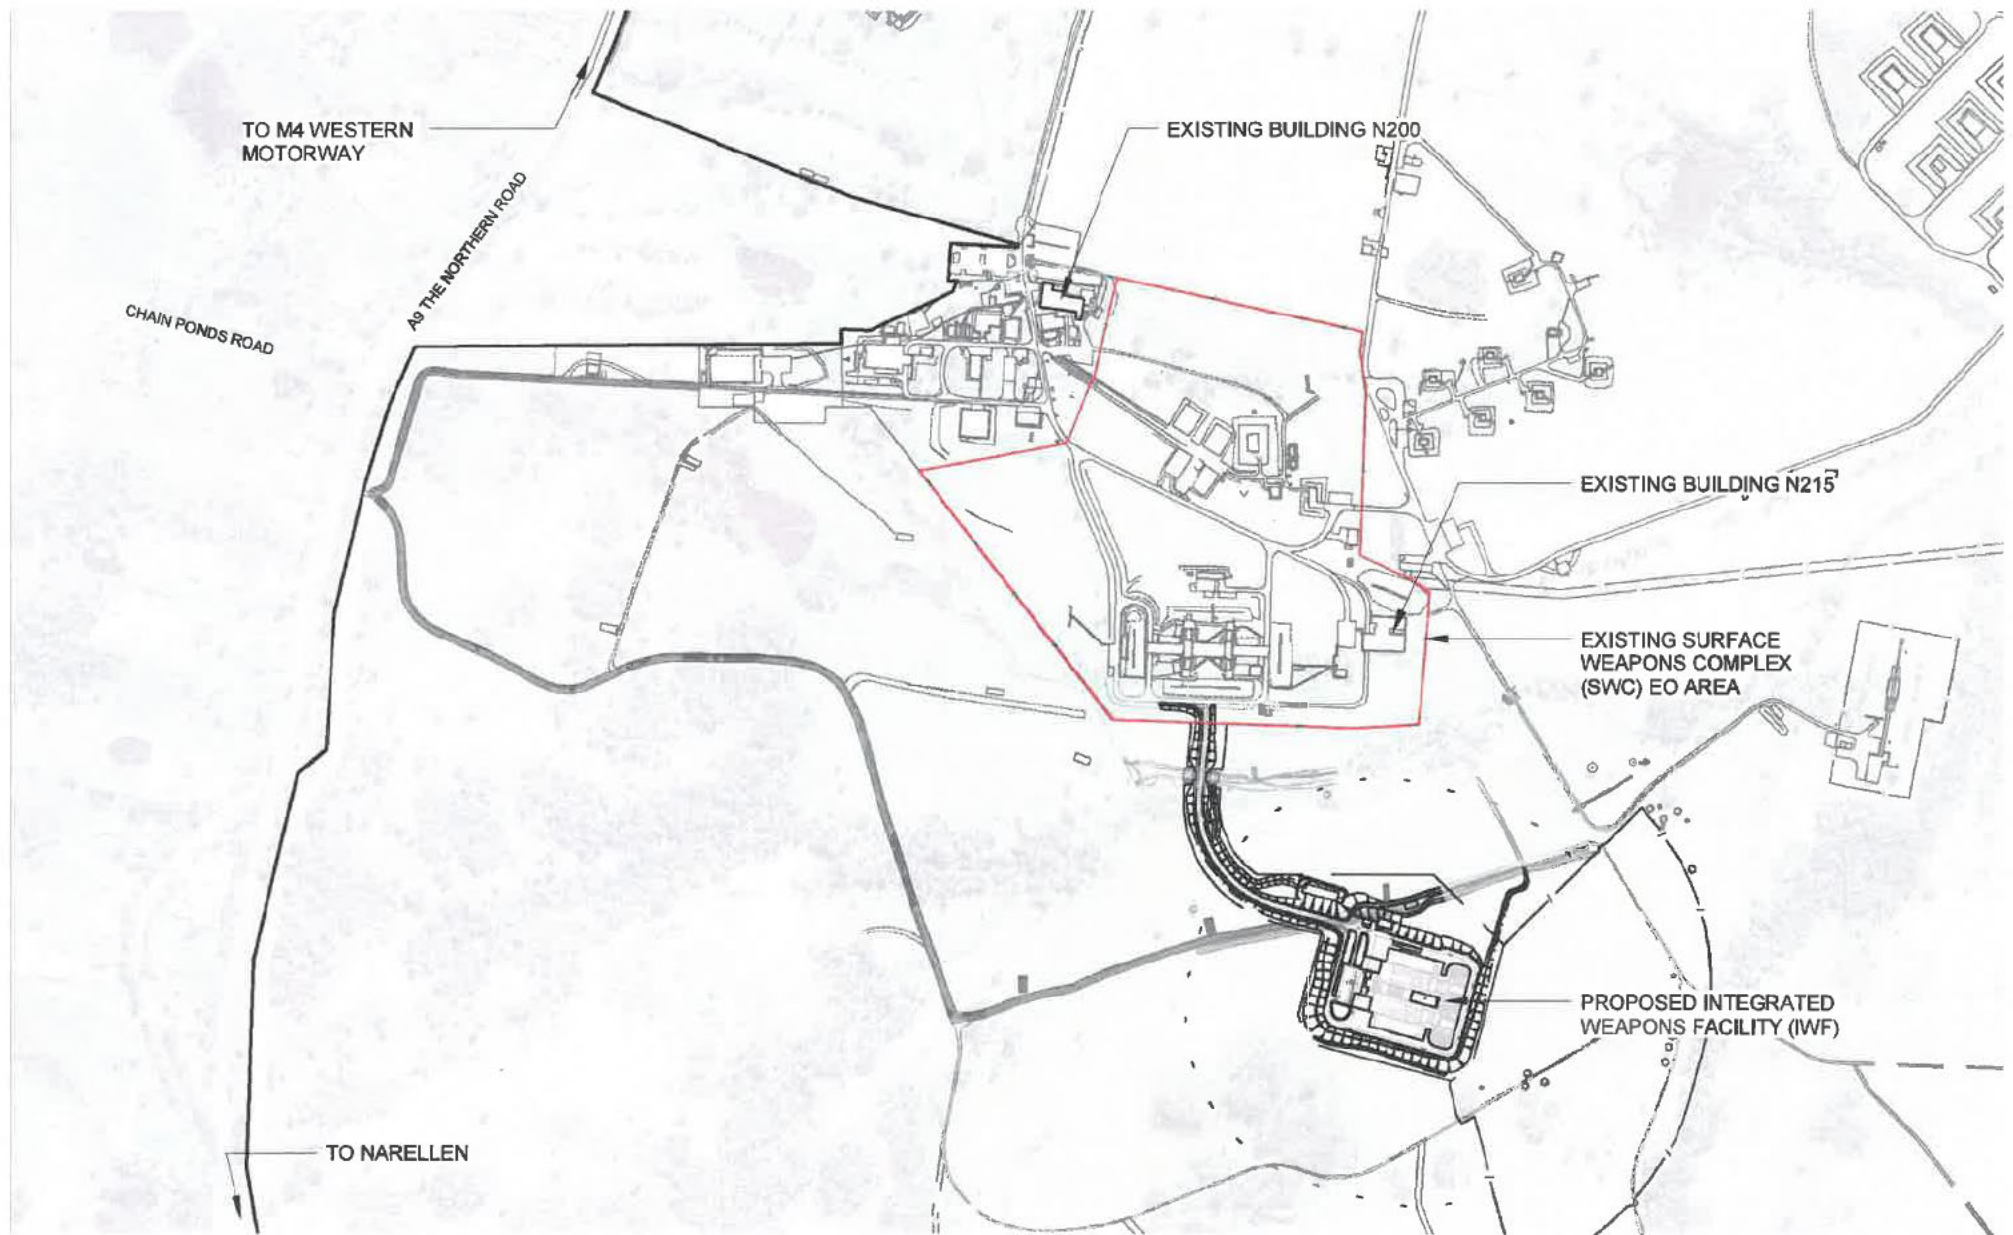 TO M4 WESTERN
MOTORWAY
EXISTING BUILDING N200
A9 THE NORTHERN ROAD
CHAIN PONDS ROAD
EXISTING BUILDING N215
EXISTING SURFACE
WEAPONS COMPLEX
(SWC) EO AREA
PROPOSED INTEGRATED
WEAPONS FACILITY (IWF)
TO NARELLEN